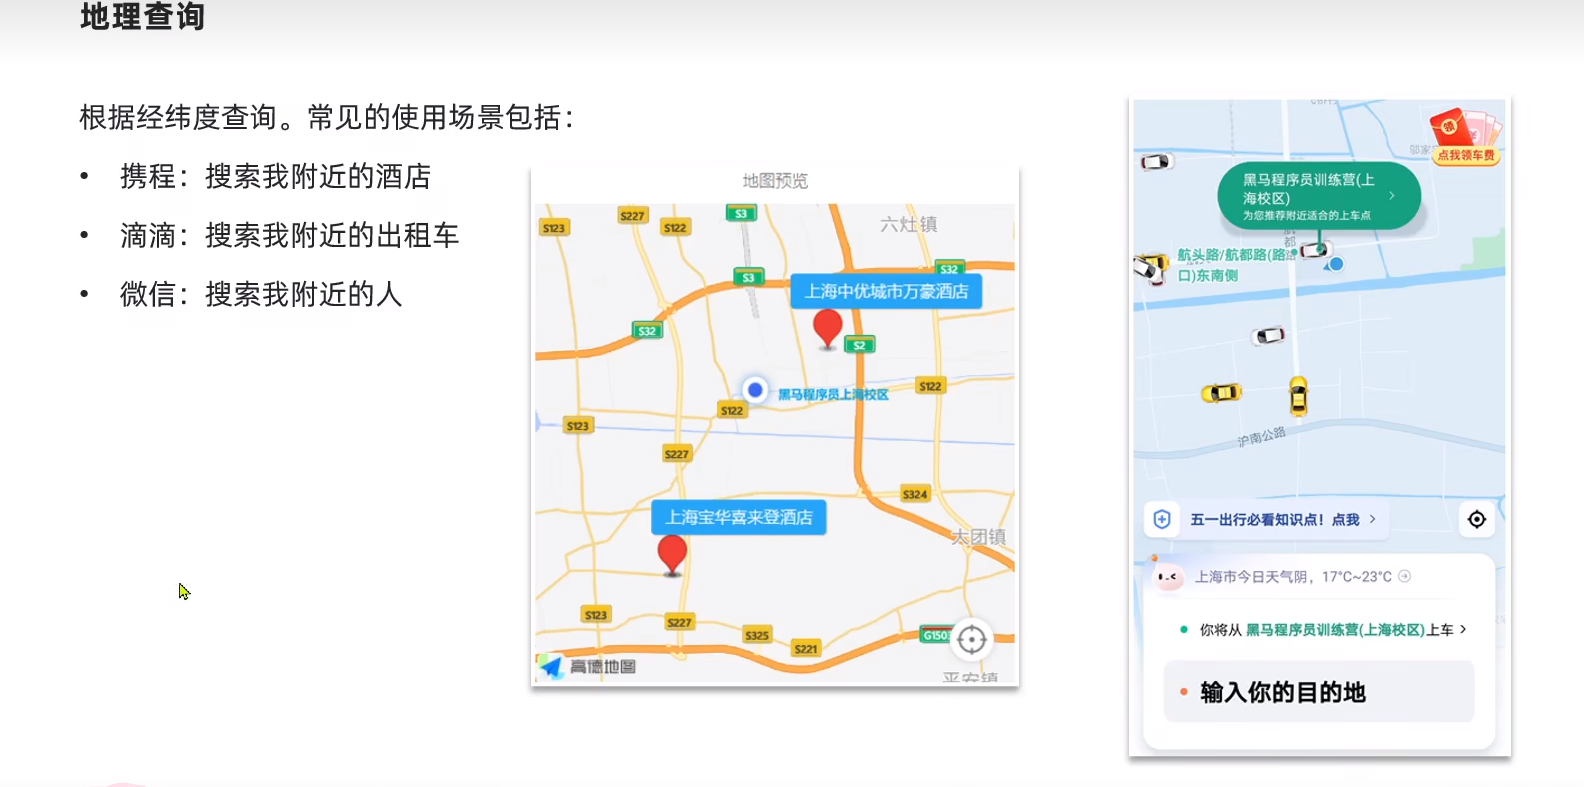 地理查询
根据经纬度查询。常见的使用场景包括：
• 携程：搜索我附近的酒店
• 滴滴：搜索我附近的出租车
• 微信：搜索我附近的人
地图预览
S123
S227
S122
S3
六灶镇
S3
S32
上海中优城市万豪酒店
S32
S2
黑马程序员上海校区
S122
S122
S123
S227
S324
上海宝华喜来登酒店
大团镇
S123
S227
S325
S221
G1503
高德地图
平安镇
领
点我领车费
黑马程序员训练营(上
海校区)
为您推荐附近适合的上车点
航头路/航都路(路
口)东南侧
沪南公路
五一出行必看知识点！点我
上海市今日天气阴，17°C~23°C
你将从 黑马程序员训练营(上海校区)上车
输入你的目的地